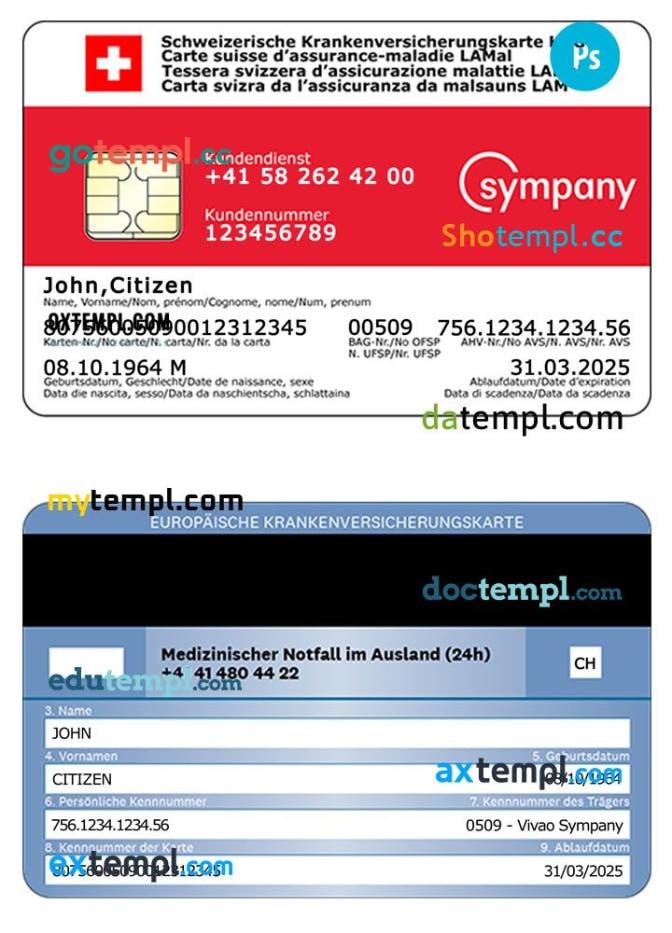 Schweizerische Krankenversicherungskarte
Carte suisse d'assurance-maladie LAMal
Tessera svizzera d'assicurazione malattie
Carta svizra da l'assicuranza da malsauns LAM
Ps
gotempl.cc
Kundendienst
+41 58 262 42 00
sympany
Kundennummer
123456789
Shotempl.cc
John,Citizen
Name, Vorname/Nom, prénom/Cognome, nome/Num, prenum
OXTEMPL.COM
80756005090012312345 00509 756.1234.1234.56
Karten-Nr./No carte/N. carta/Nr. da la carta BAG-Nr./No OFSP AHV-Nr./No AVS/N. AVS/Nr. AVS
N. UFSP/Nr. UFSP
08.10.1964 M 31.03.2025
Geburtsdatum, Geschlecht/Date de naissance, sexe Ablaufdatum/Date d'expiration
Data die nascita, sesso/Data da naschientscha, schlattaina Data di scadenza/Data da scadenza
datempl.com
mytempl.com
EUROPÄISCHE KRANKENVERSICHERUNGSKARTE
doctempl.com
Medizinischer Notfall im Ausland (24h)
+41 41 480 44 22
CH
edutempl.com
3. Name
JOHN
4. Vornamen 5. Geburtsdatum
CITIZEN 08/10/1964
axtempl.com
6. Persönliche Kennnummer 7. Kennnummer des Trägers
756.1234.1234.56 0509 - Vivao Sympany
8. Kennnummer der Karte 9. Ablaufdatum
80756005090012312345 31/03/2025
extempl.com